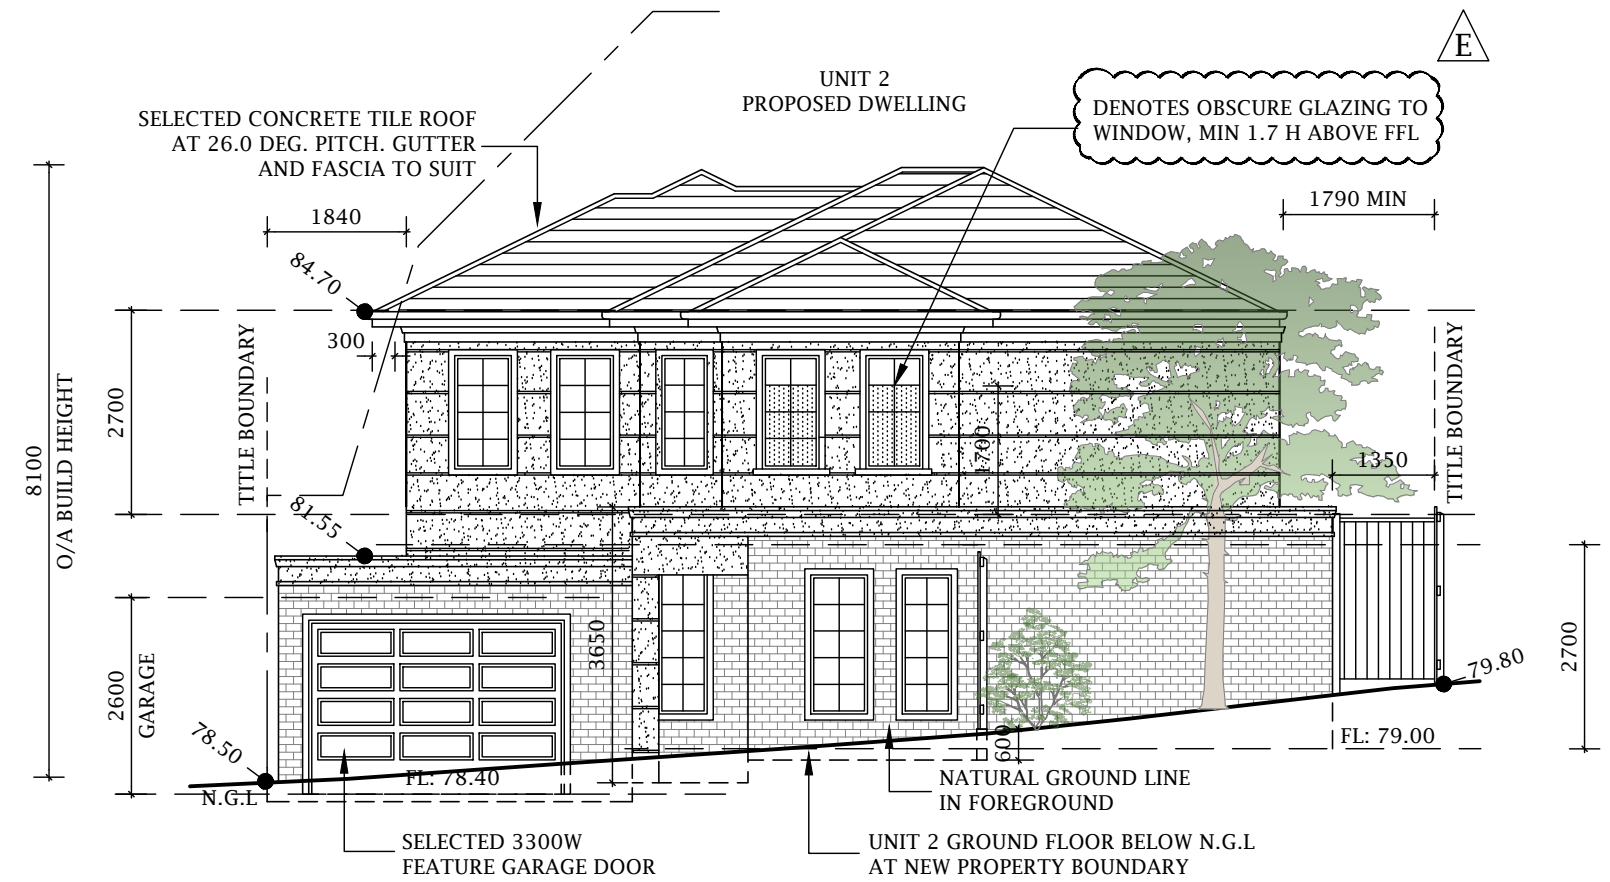 E
UNIT 2
PROPOSED DWELLING
DENOTES OBSCURE GLAZING TO
WINDOW, MIN 1.7 H ABOVE FFL
SELECTED CONCRETE TILE ROOF
AT 26.0 DEG. PITCH. GUTTER
AND FASCIA TO SUIT
1840
1790 MIN
84.70
300
TITLE BOUNDARY
TITLE BOUNDARY
2700
8100
O/A BUILD HEIGHT
1700
1350
81.55
3650
2600
GARAGE
2700
79.80
78.50
600
FL: 79.00
FL: 78.40
N.G.L
NATURAL GROUND LINE
IN FOREGROUND
SELECTED 3300W
FEATURE GARAGE DOOR
UNIT 2 GROUND FLOOR BELOW N.G.L
AT NEW PROPERTY BOUNDARY